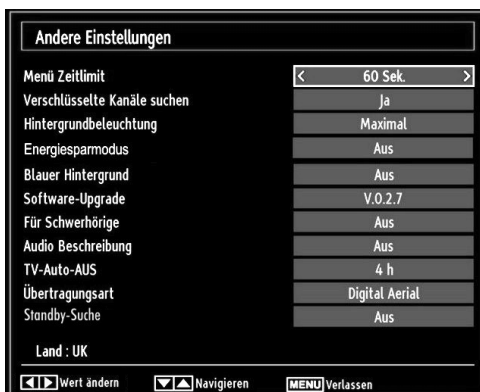 Andere Einstellungen
Menü Zeitlimit < 60 Sek. >
Verschlüsselte Kanäle suchen Ja
Hintergrundbeleuchtung Maximal
Energiesparmodus Aus
Blauer Hintergrund Aus
Software-Upgrade V.0.2.7
Für Schwerhörige Aus
Audio Beschreibung Aus
TV-Auto-AUS 4 h
Übertragungsart Digital Aerial
Standby-Suche Aus
Land : UK
Wert ändern Navigieren MENU Verlassen